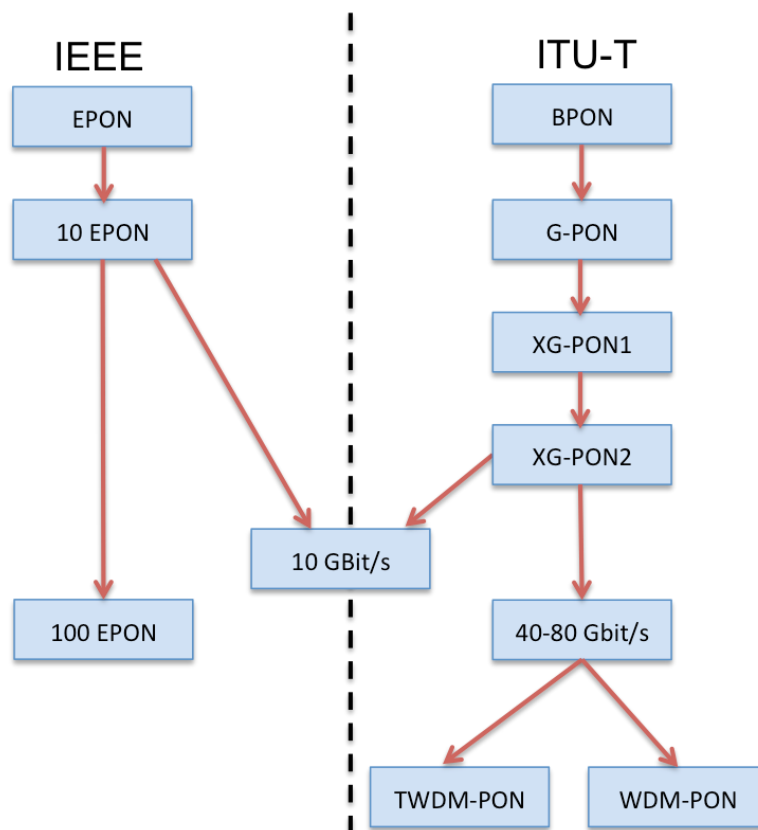 IEEE
ITU-T
EPON
BPON
10 EPON
G-PON
XG-PON1
XG-PON2
10 GBit/s
100 EPON
40-80 Gbit/s
TWDM-PON
WDM-PON